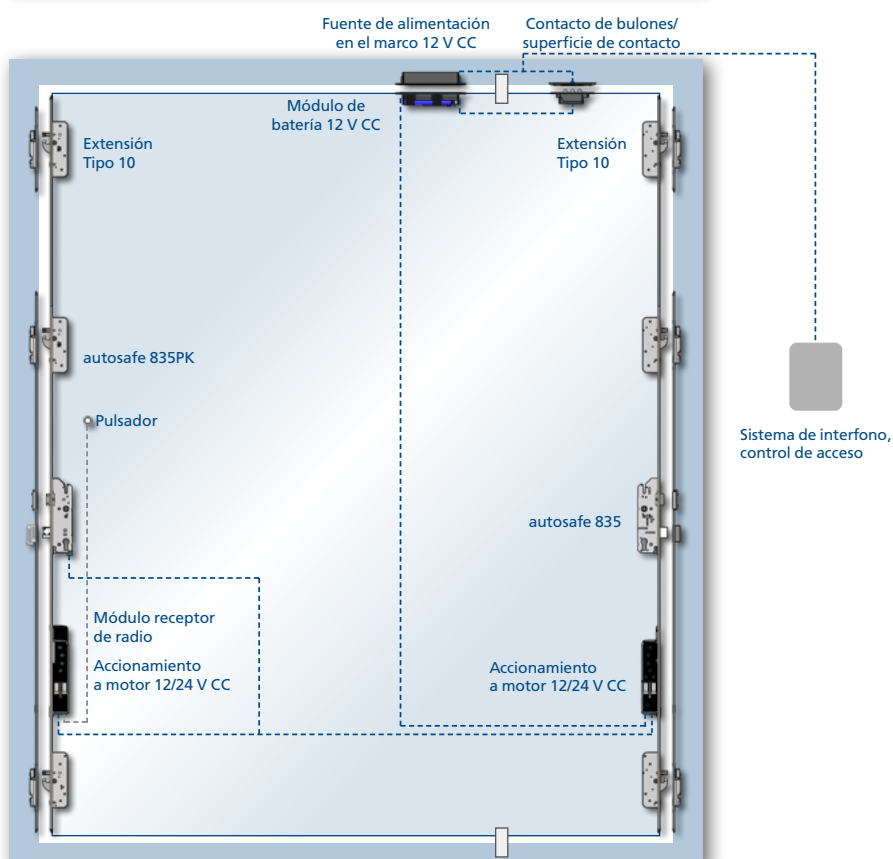 Fuente de alimentación
en el marco 12 V CC
Contacto de bulones/
superficie de contacto
Módulo de
batería 12 V CC
Extensión
Tipo 10
Extensión
Tipo 10
autosafe 835PK
Pulsador
Sistema de interfono,
control de acceso
autosafe 835
Módulo receptor
de radio
Accionamiento
a motor 12/24 V CC
Accionamiento
a motor 12/24 V CC